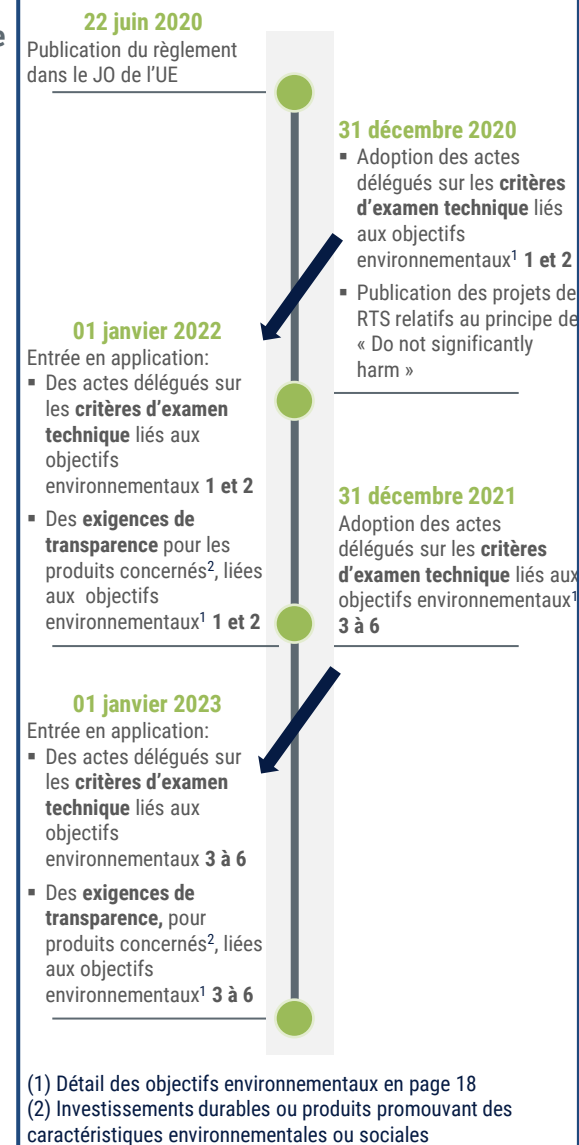 e
22 juin 2020
Publication du règlement
dans le JO de l'UE
31 décembre 2020
▪ Adoption des actes
délégués sur les critères
d'examen technique liés
aux objectifs
environmentaux¹ 1 et 2
▪ Publication des projets de
RTS relatifs au principe de
« Do not significantly
harm »
01 janvier 2022
Entrée en application:
▪ Des actes délégués sur
les critères d'examen
technique liés aux
objectifs
environnementaux 1 et 2
▪ Des exigences de
transparence pour les
produits concernés², liées
aux objectifs
environnementaux¹ 1 et 2
31 décembre 2021
Adoption des actes
délégués sur les critères
d'examen technique liés aux
objectifs environnementaux¹
3 à 6
01 janvier 2023
Entrée en application:
▪ Des actes délégués sur
les critères d'examen
technique liés aux
objectifs
environnementaux 3 à 6
▪ Des exigences de
transparence, pour
produits concernés², liées
aux objectifs
environnementaux¹ 3 à 6
(1) Détail des objectifs environnementaux en page 18
(2) Investissements durables ou produits promouvant des
caractéristiques environnementales ou sociales